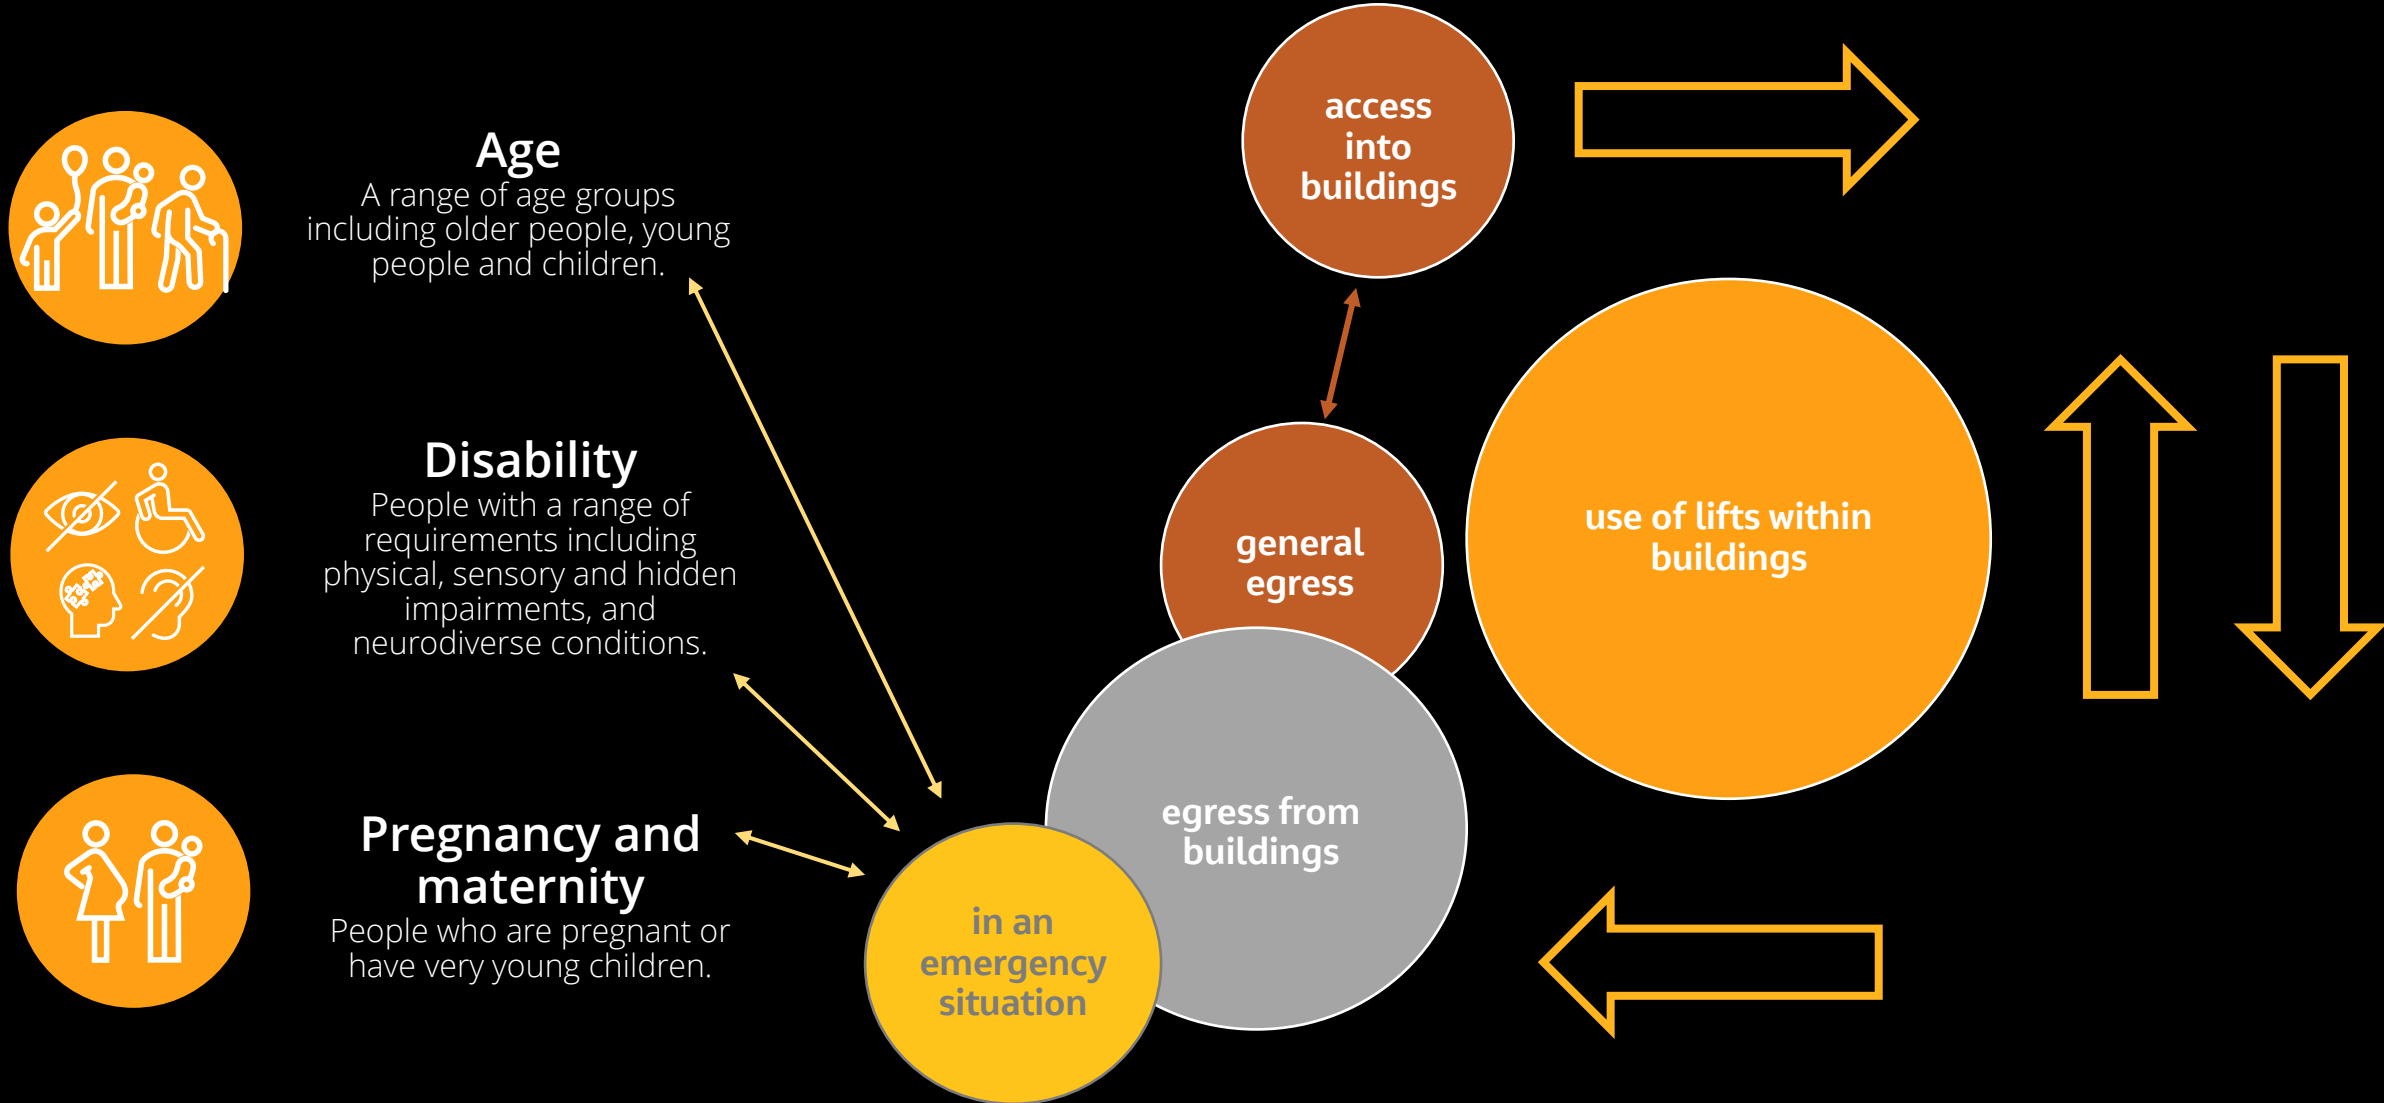 Age
A range of age groups
including older people, young
people and children.
Disability
People with a range of
requirements including
physical, sensory and hidden
impairments, and
neurodiverse conditions.
Pregnancy and
maternity
People who are pregnant or
have very young children.
access
into
buildings
general
egress
use of lifts within
buildings
egress from
buildings
in an
emergency
situation